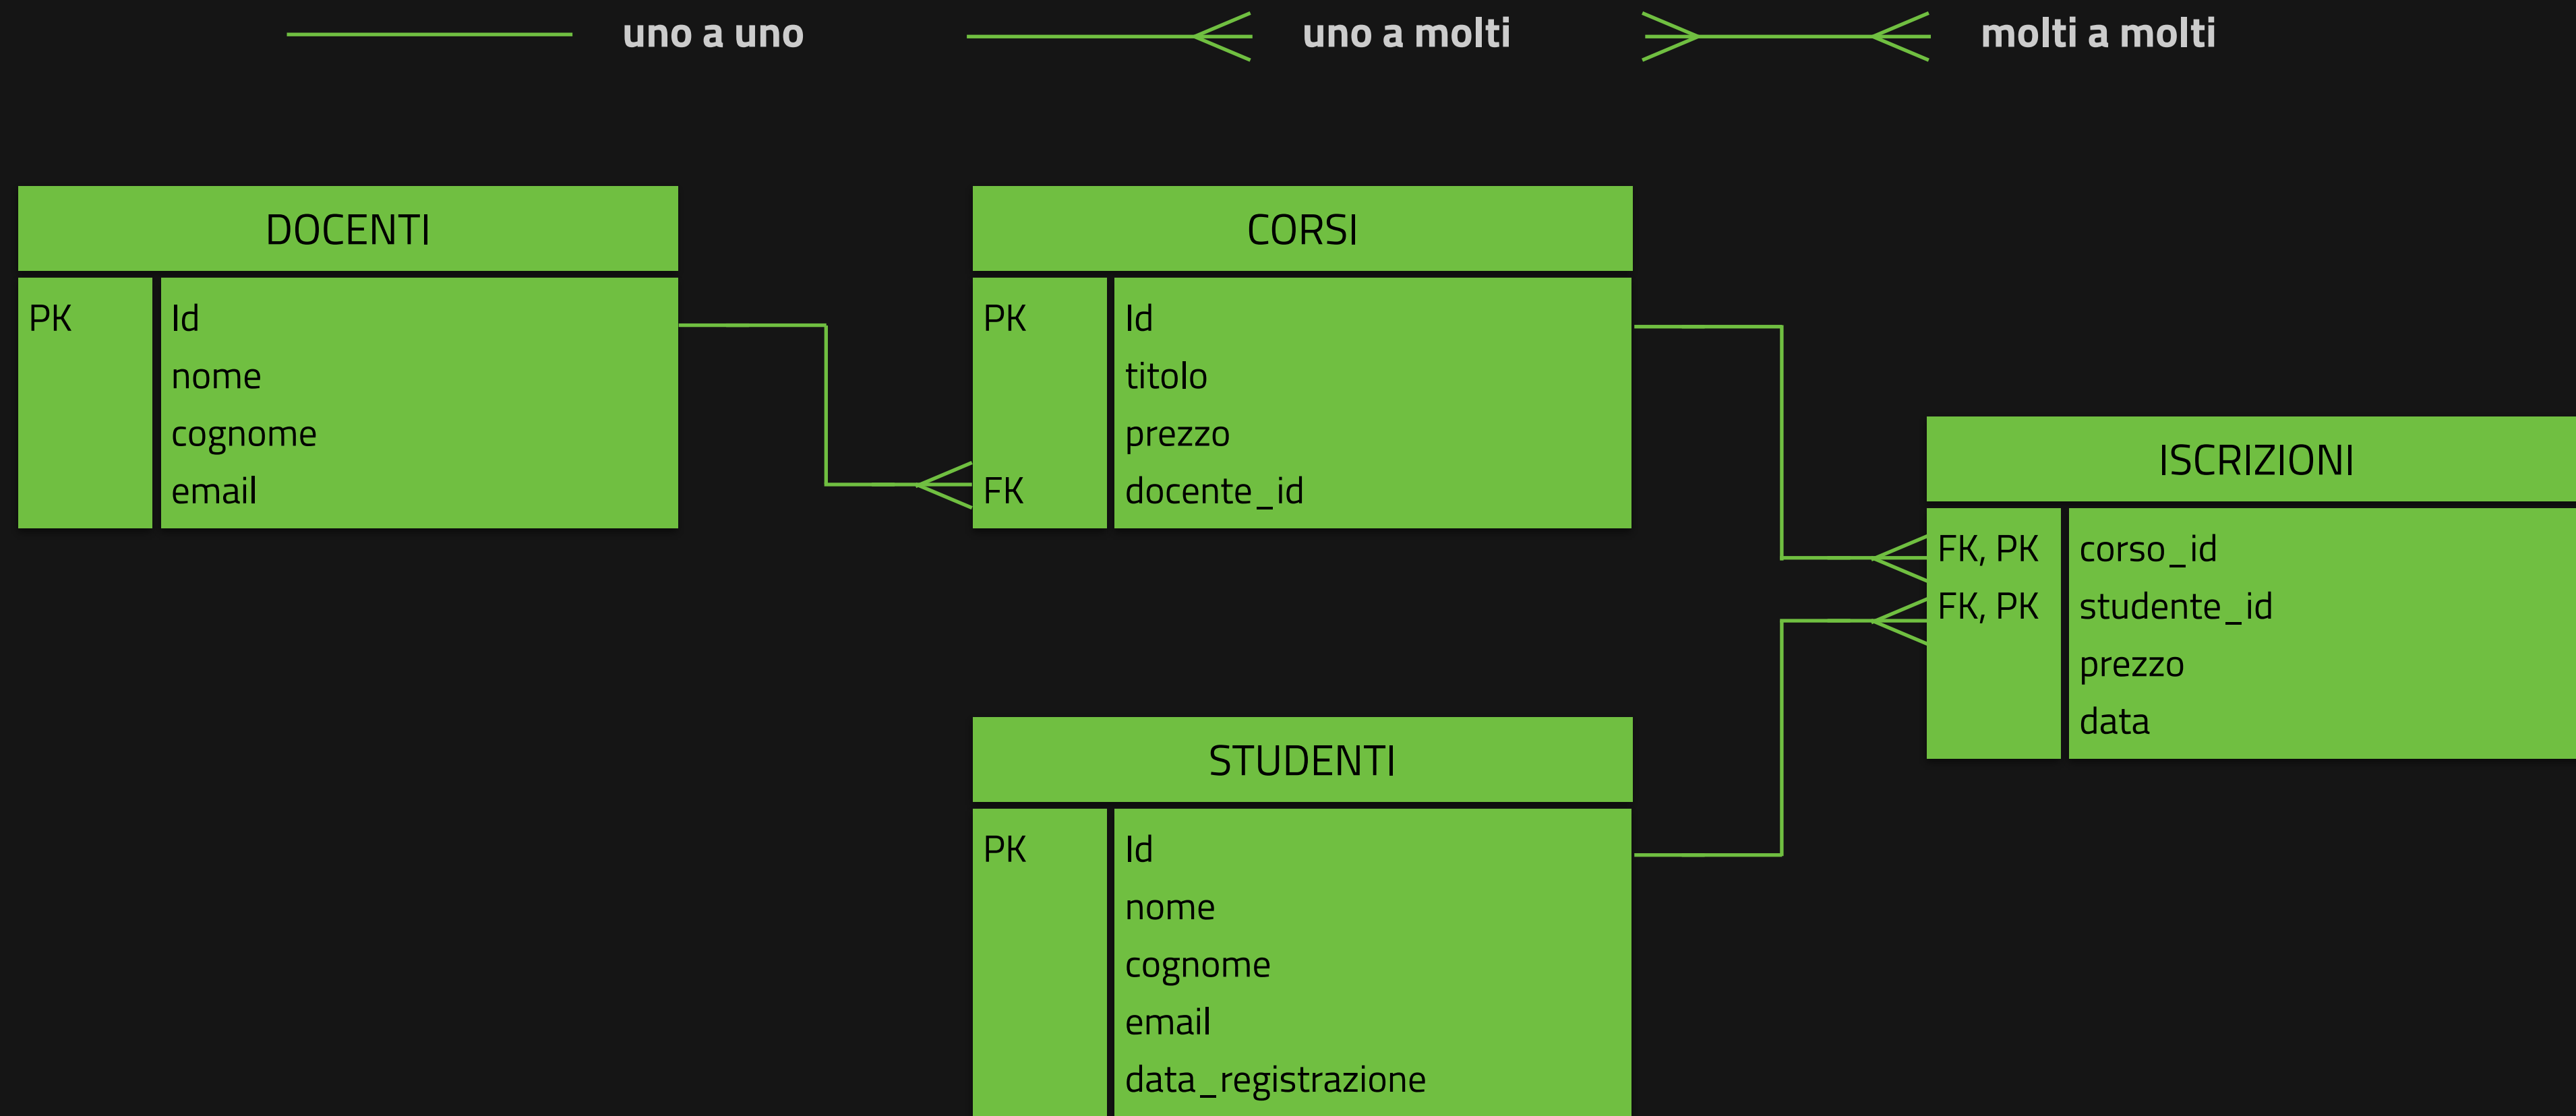 uno a uno
uno a molti
molti a molti
DOCENTI
PK Id
nome
cognome
email
CORSI
PK Id
titolo
prezzo
FK docente_id
ISCRIZIONI
FK, PK corso_id
FK, PK studente_id
prezzo
data
STUDENTI
PK Id
nome
cognome
email
data_registrazione